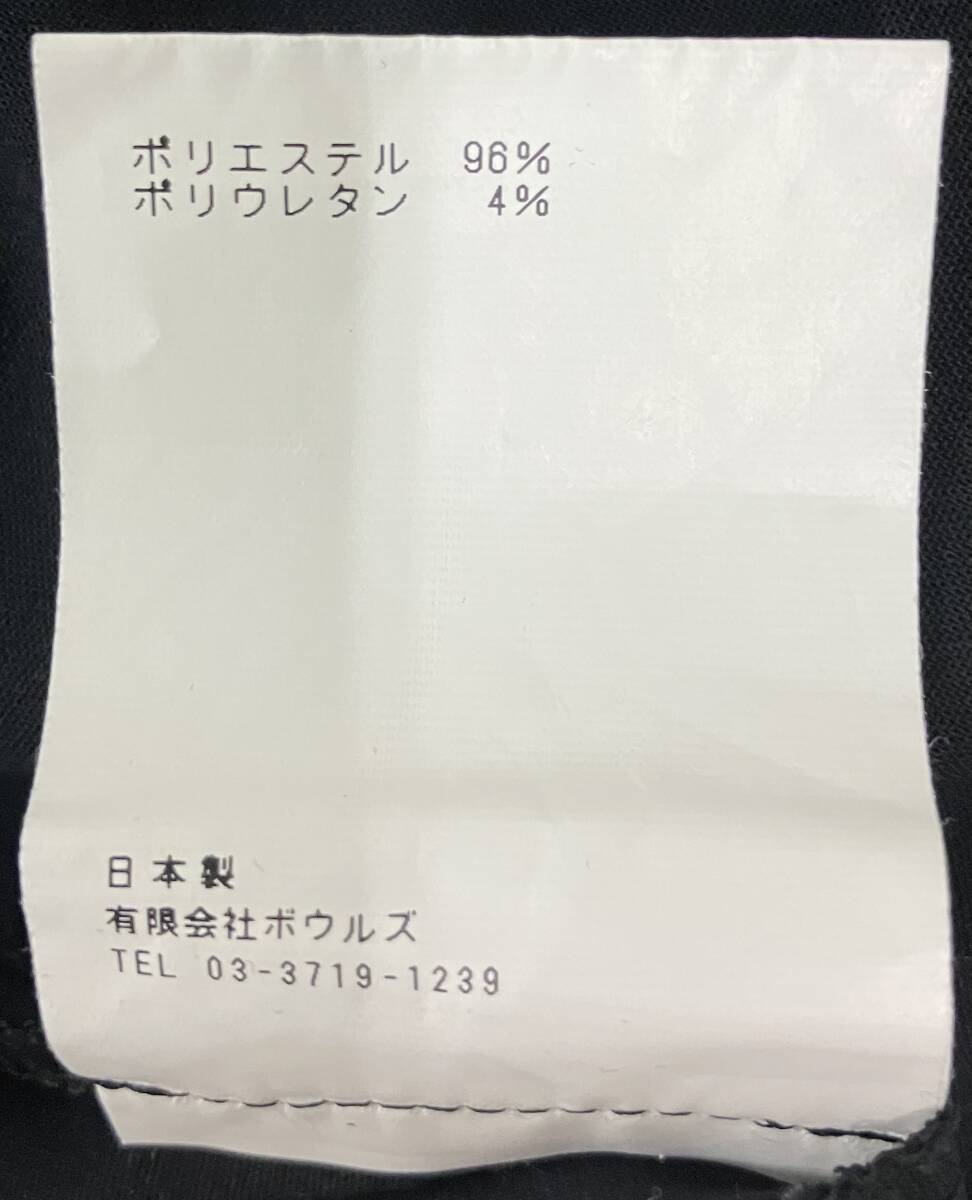 ポリエステル 96%
ポリウレタン 4%
日本製
有限会社ボウルズ
TEL 03-3719-1239